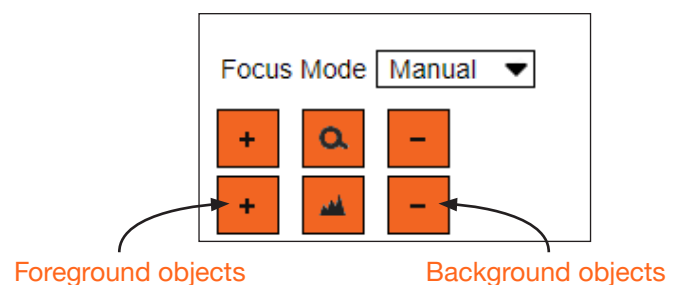 Focus Mode Manual
+ −
+ −
Foreground objects Background objects